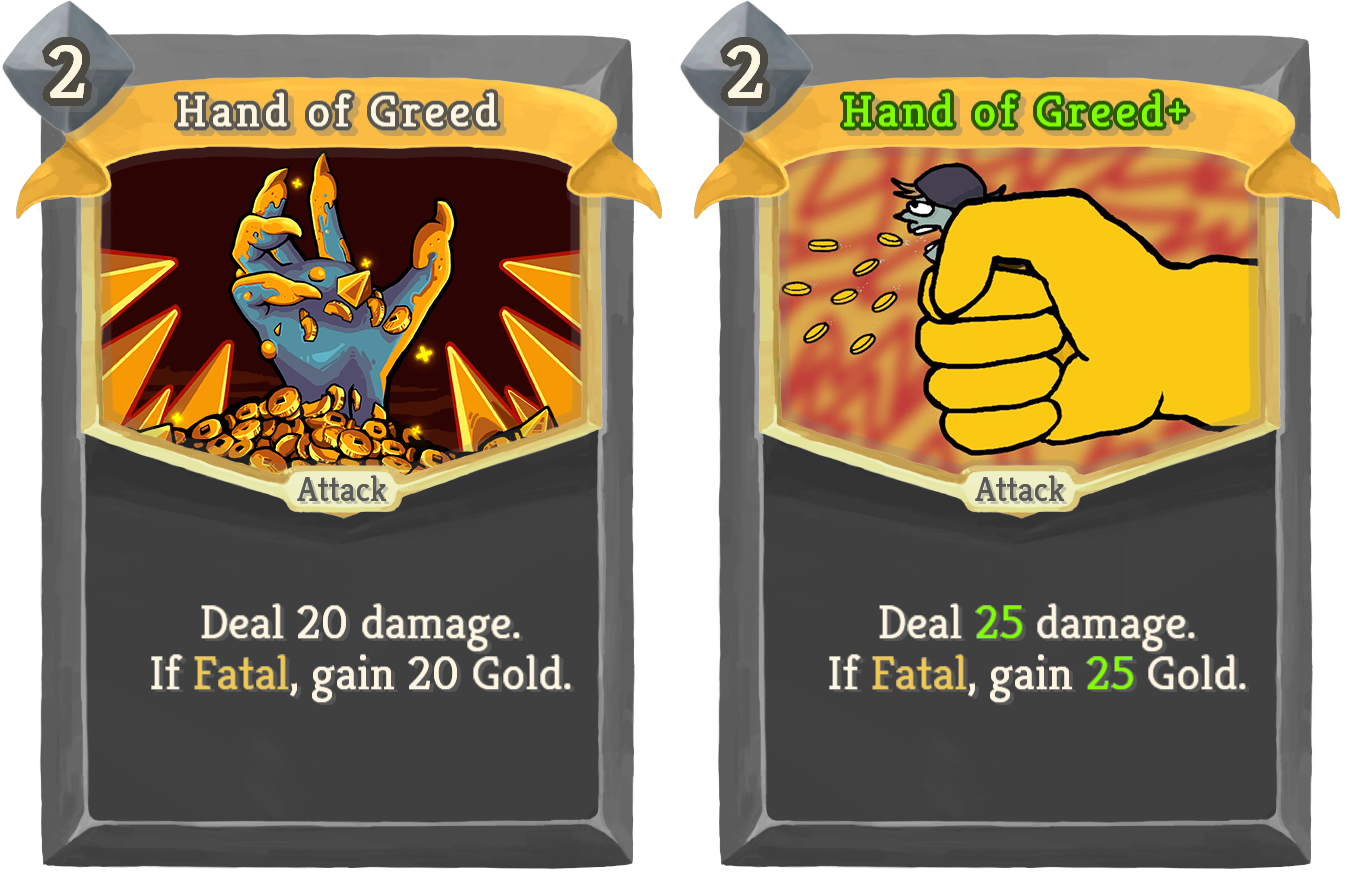 2
Hand of Greed
Attack
Deal 20 damage.
If Fatal, gain 20 Gold.
2
Hand of Greed+
Attack
Deal 25 damage.
If Fatal, gain 25 Gold.